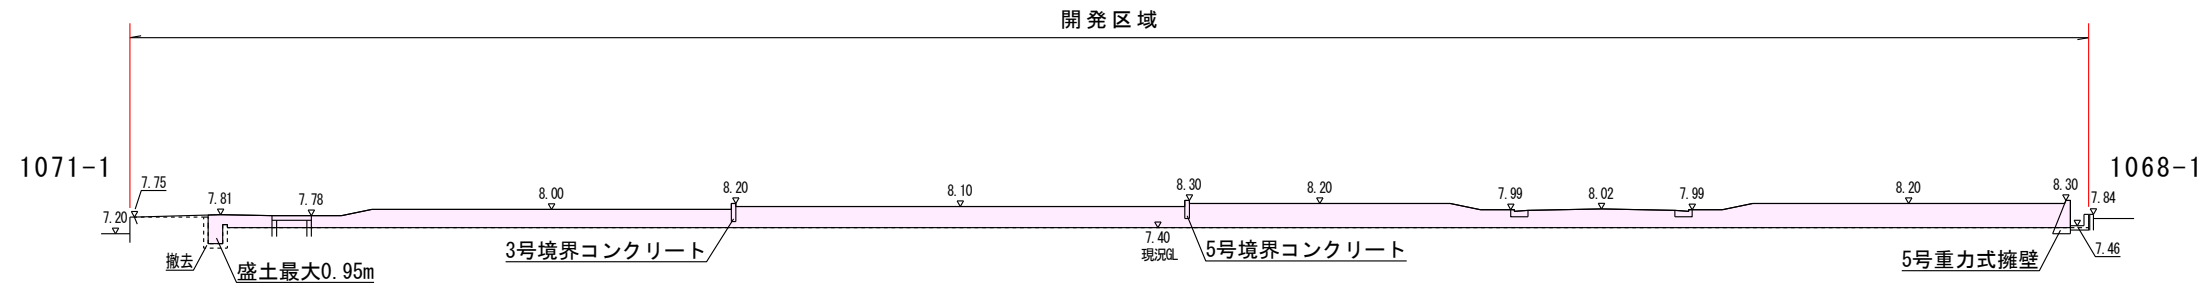 開発区域
1071-1
1068-1
7.75
7.20
7.81
7.78
8.00
8.20
8.10
8.30
8.20
7.99
8.02
7.99
8.20
8.30
7.84
7.40
現況GL
7.46
撤去
盛土最大0.95m
3号境界コンクリート
5号境界コンクリート
5号重力式擁壁